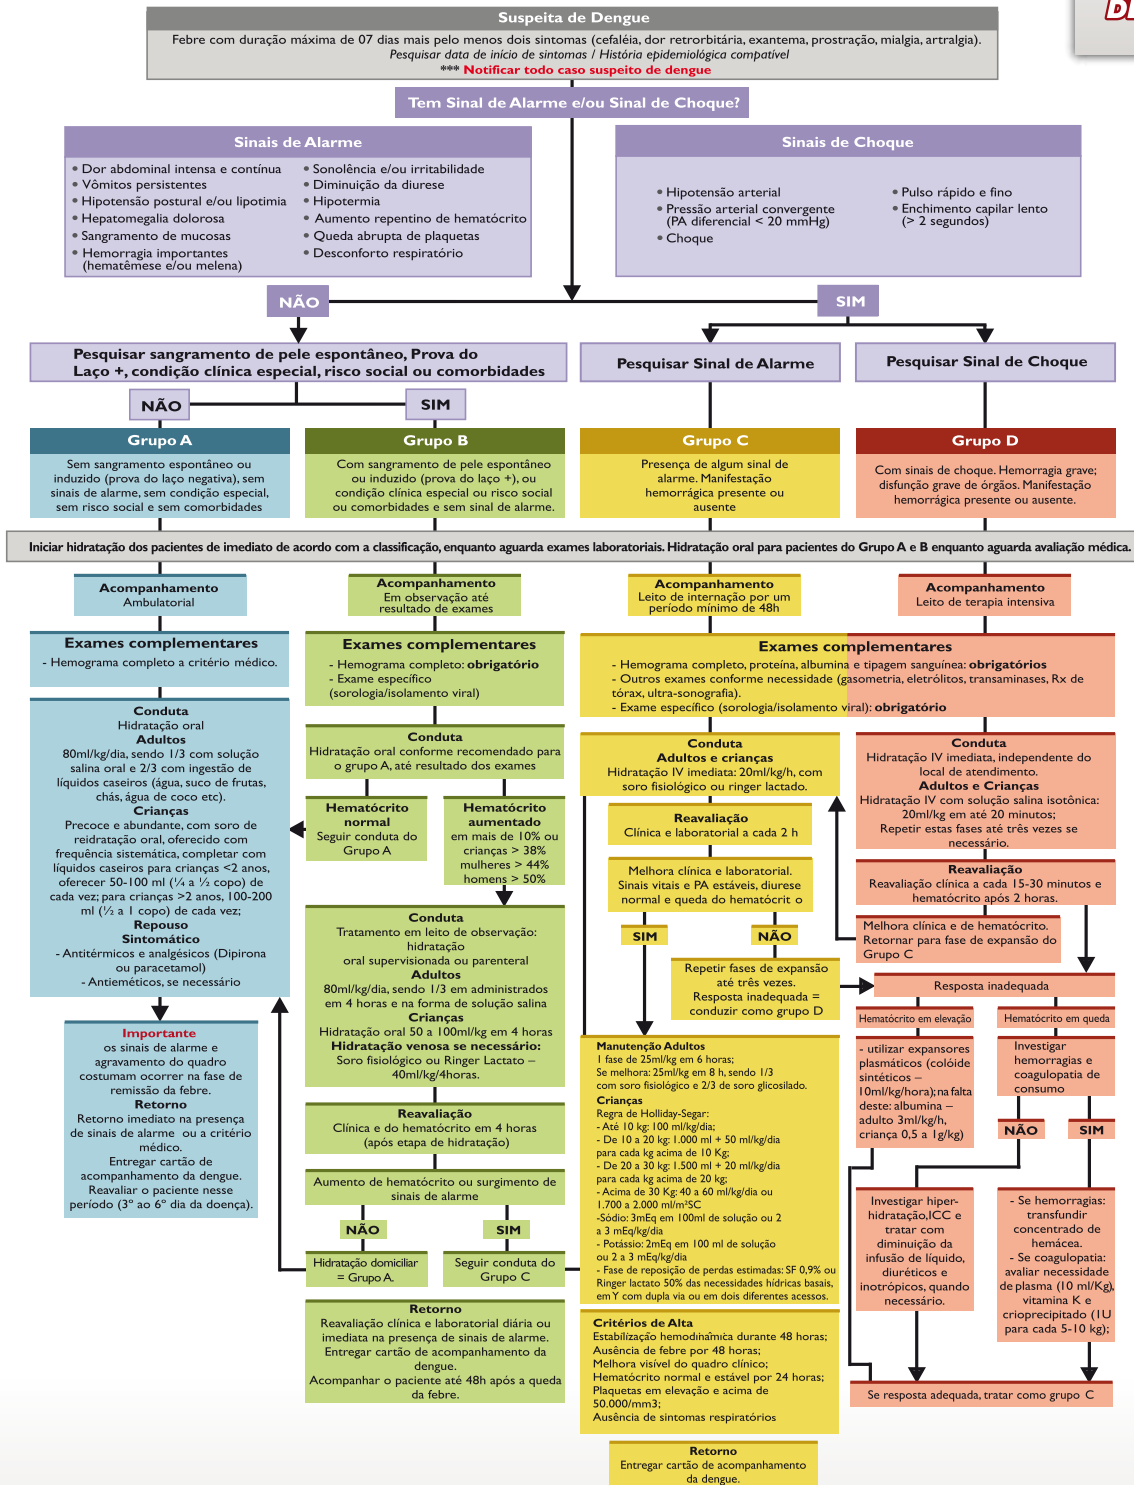 Suspeita de Dengue
Febre com duração máxima de 07 dias mais pelo menos dois sintomas (cefaléia, dor retrorbitária, exantema, prostração, mialgia, artralgia).
Pesquisar data de início de sintomas / História epidemiológica compatível
*** Notificar todo caso suspeito de dengue
Tem Sinal de Alarme e/ou Sinal de Choque?
Sinais de Alarme
• Dor abdominal intensa e contínua
• Vômitos persistentes
• Hipotensão postural e/ou lipotimia
• Hepatomegalia dolorosa
• Sangramento de mucosas
• Hemorragia importantes
(hematêmese e/ou melena)
• Sonolência e/ou irritabilidade
• Diminuição da diurese
• Hipotermia
• Aumento repentino de hematócrito
• Queda abrupta de plaquetas
• Desconforto respiratório
Sinais de Choque
• Hipotensão arterial
• Pressão arterial convergente
(PA diferencial < 20 mmHg)
• Choque
• Pulso rápido e fino
• Enchimento capilar lento
(> 2 segundos)
NÃO
SIM
Pesquisar sangramento de pele espontâneo, Prova do
Laço +, condição clínica especial, risco social ou comorbidades
Pesquisar Sinal de Alarme
Pesquisar Sinal de Choque
NÃO
SIM
Grupo A
Sem sangramento espontâneo ou
induzido (prova do laço negativa), sem
sinais de alarme, sem condição especial,
sem risco social e sem comorbidades
Grupo B
Com sangramento de pele espontâneo
ou induzido (prova do laço +), ou
condição clínica especial ou risco social
ou comorbidades e sem sinal de alarme.
Grupo C
Presença de algum sinal de
alarme. Manifestação
hemorrágica presente ou
ausente
Grupo D
Com sinais de choque. Hemorragia grave;
disfunção grave de órgãos. Manifestação
hemorrágica presente ou ausente.
Iniciar hidratação dos pacientes de imediato de acordo com a classificação, enquanto aguarda exames laboratoriais. Hidratação oral para pacientes do Grupo A e B enquanto aguarda avaliação médica.
Acompanhamento
Ambulatorial
Exames complementares
- Hemograma completo a critério médico.
Conduta
Hidratação oral
Adultos
80ml/kg/dia, sendo 1/3 com solução
salina oral e 2/3 com ingestão de
líquidos caseiros (água, suco de frutas,
chás, água de coco etc).
Crianças
Precoce e abundante, com soro de
reidratação oral, oferecido com
frequência sistemática, completar com
líquidos caseiros para crianças <2 anos,
oferecer 50-100 ml (¼ a ½ copo) de
cada vez; para crianças >2 anos, 100-200
ml (½ a 1 copo) de cada vez;
Repouso
Sintomático
- Antitérmicos e analgésicos (Dipirona
ou paracetamol)
- Antieméticos, se necessário
Importante
os sinais de alarme e
agravamento do quadro
costumam ocorrer na fase de
remissão da febre.
Retorno
Retorno imediato na presença
de sinais de alarme ou a critério
médico.
Entregar cartão de
acompanhamento da dengue.
Reavaliar o paciente nesse
período (3º ao 6º dia da doença).
Acompanhamento
Em observação até
resultado de exames
Exames complementares
- Hemograma completo: obrigatório
- Exame específico
(sorologia/isolamento viral)
Conduta
Hidratação oral conforme recomendado para
o grupo A, até resultado dos exames
Hematócrito
normal
Seguir conduta do
Grupo A
Hematócrito
aumentado
em mais de 10% ou
crianças > 38%
mulheres > 44%
homens > 50%
Conduta
Tratamento em leito de observação:
hidratação
oral supervisionada ou parenteral
Adultos
80ml/kg/dia, sendo 1/3 em administrados
em 4 horas e na forma de solução salina
Crianças
Hidratação oral 50 a 100ml/kg em 4 horas
Hidratação venosa se necessário:
Soro fisiológico ou Ringer Lactato –
40ml/kg/4horas.
Reavaliação
Clínica e do hematócrito em 4 horas
(após etapa de hidratação)
Aumento de hematócrito ou surgimento de
sinais de alarme
NÃO
SIM
Hidratação domiciliar
= Grupo A.
Seguir conduta do
Grupo C
Retorno
Reavaliação clínica e laboratorial diária ou
imediata na presença de sinais de alarme.
Entregar cartão de acompanhamento da
dengue.
Acompanhar o paciente até 48h após a queda
da febre.
Acompanhamento
Leito de internação por um
período mínimo de 48h
Acompanhamento
Leito de terapia intensiva
Exames complementares
- Hemograma completo, proteína, albumina e tipagem sanguínea: obrigatórios
- Outros exames conforme necessidade (gasometria, eletrólitos, transaminases, Rx de
tórax, ultra-sonografia).
- Exame específico (sorologia/isolamento viral): obrigatório
Conduta
Adultos e crianças
Hidratação IV imediata: 20ml/kg/h, com
soro fisiológico ou ringer lactado.
Reavaliação
Clínica e laboratorial a cada 2 h
Melhora clínica e laboratorial.
Sinais vitais e PA estáveis, diurese
normal e queda do hematócrit o
SIM
NÃO
Repetir fases de expansão
até três vezes.
Resposta inadequada =
conduzir como grupo D
Manutenção Adultos
1 fase de 25ml/kg em 6 horas;
Se melhora: 25ml/kg em 8 h, sendo 1/3
com soro fisiológico e 2/3 de soro glicosilado.
Crianças
Regra de Holliday-Segar:
- Até 10 kg: 100 ml/kg/dia;
- De 10 a 20 kg: 1.000 ml + 50 ml/kg/dia
para cada kg acima de 10 Kg;
- De 20 a 30 kg: 1.500 ml + 20 ml/kg/dia
para cada kg acima de 20 kg;
- Acima de 30 Kg: 40 a 60 ml/kg/dia ou
1.700 a 2.000 ml/m²SC
-Sódio: 3mEq em 100ml de solução ou 2
a 3 mEq/kg/dia
- Potássio: 2mEq em 100 ml de solução
ou 2 a 3 mEq/kg/dia
- Fase de reposição de perdas estimadas: SF 0,9% ou
Ringer lactato 50% das necessidades hídricas basais,
em Y com dupla via ou em dois diferentes acessos.
Critérios de Alta
Estabilização hemodinâmica durante 48 horas;
Ausência de febre por 48 horas;
Melhora visível do quadro clínico;
Hematócrito normal e estável por 24 horas;
Plaquetas em elevação e acima de
50.000/mm3;
Ausência de sintomas respiratórios
Retorno
Entregar cartão de acompanhamento
da dengue.
Conduta
Hidratação IV imediata, independente do
local de atendimento.
Adultos e Crianças
Hidratação IV com solução salina isotônica:
20ml/kg em até 20 minutos;
Repetir estas fases até três vezes se
necessário.
Reavaliação
Reavaliação clínica a cada 15-30 minutos e
hematócrito após 2 horas.
Melhora clínica e de hematócrito.
Retornar para fase de expansão do
Grupo C
Resposta inadequada
Hematócrito em elevação
Hematócrito em queda
- utilizar expansores
plasmáticos (colóide
sintéticos –
10ml/kg/hora); na falta
deste: albumina –
adulto 3ml/kg/h,
criança 0,5 a 1g/kg)
Investigar
hemorragias e
coagulopatia de
consumo
NÃO
SIM
Investigar hiper-
hidratação,ICC e
tratar com
diminuição da
infusão de líquido,
diuréticos e
inotrópicos, quando
necessário.
- Se hemorragias:
transfundir
concentrado de
hemácea.
- Se coagulopatia:
avaliar necessidade
de plasma (10 ml/Kg),
vitamina K e
crioprecipitado (1U
para cada 5-10 kg);
Se resposta adequada, tratar como grupo C